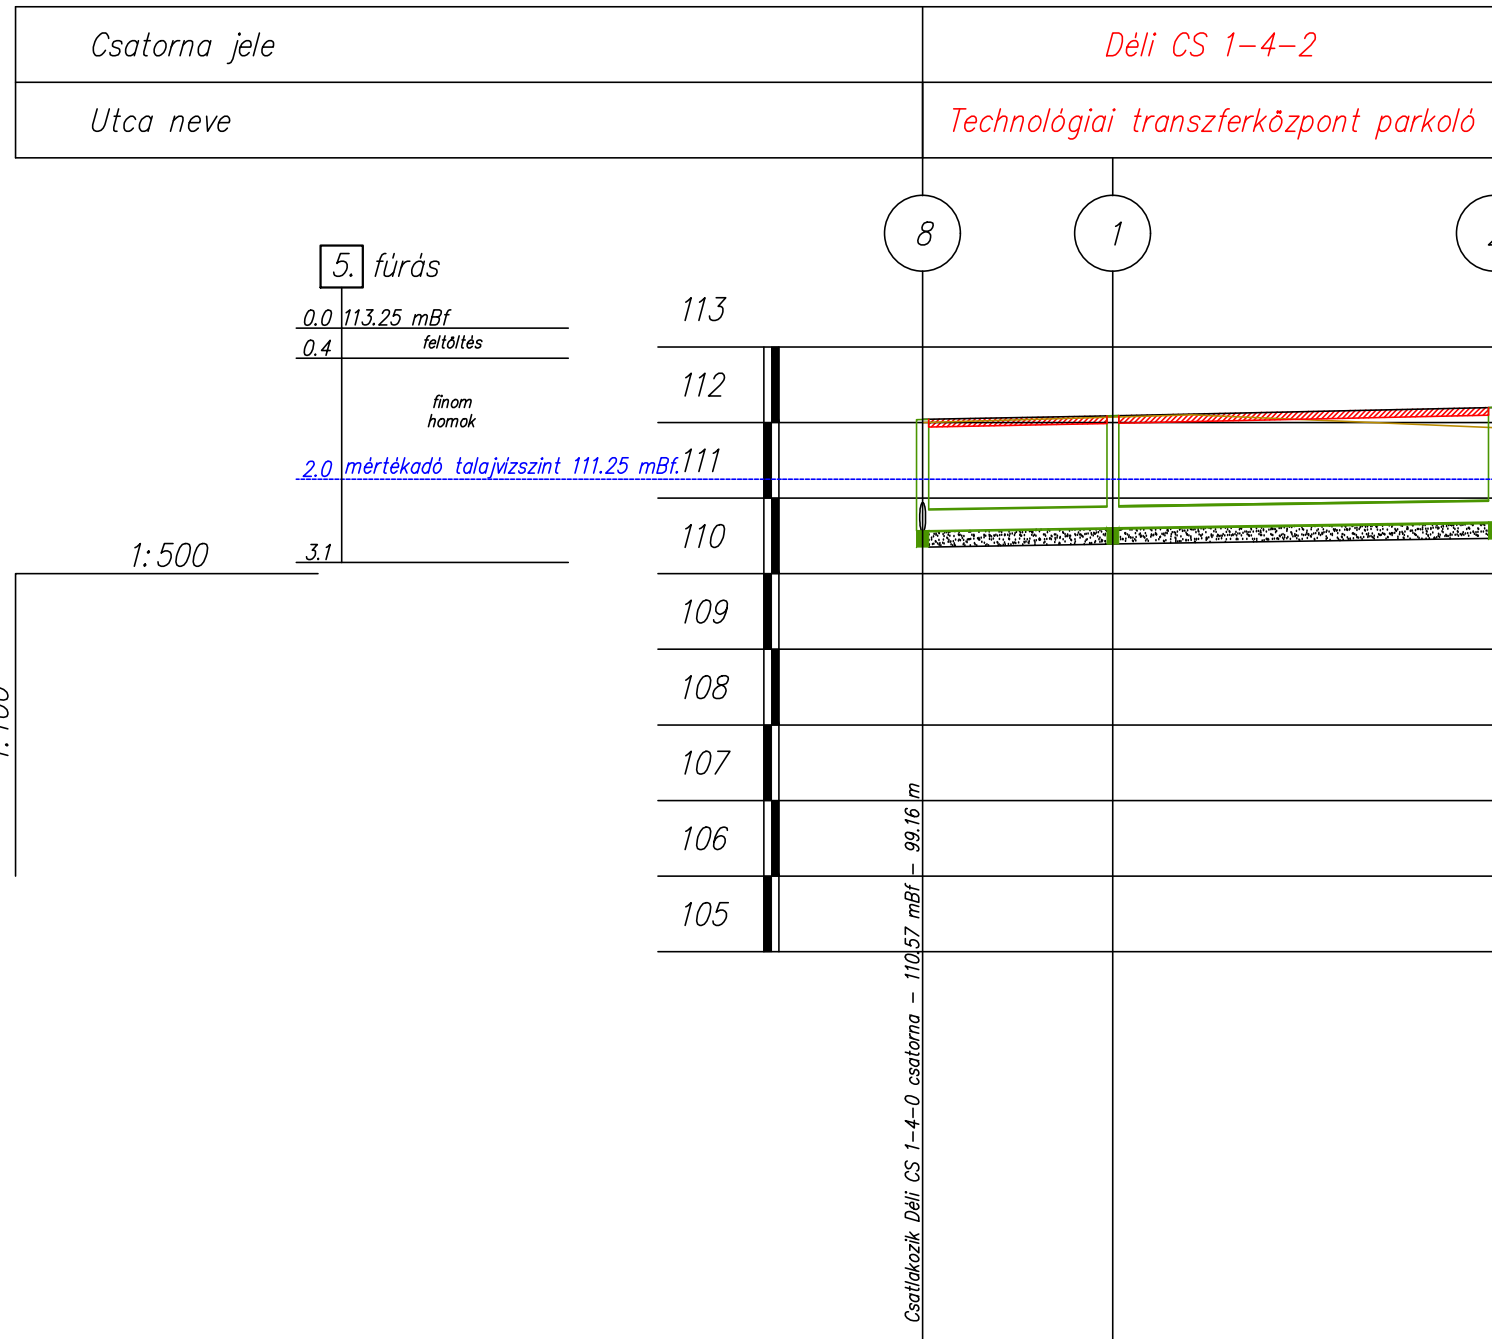 Csatorna jele
Déli CS 1-4-2
Utca neve
Technológiai transzferközpont parkoló
8
1
5. fúrás
0.0 113.25 mBf
feltöltés
0.4
finom
homok
2.0 mértékadó talajvízszint 111.25 mBf.
3.1
1:500
113
112
111
110
109
108
107
106
105
Csatlakozik Déli CS 1-4-0 csatorna - 110.57 mBf - 99.16 m